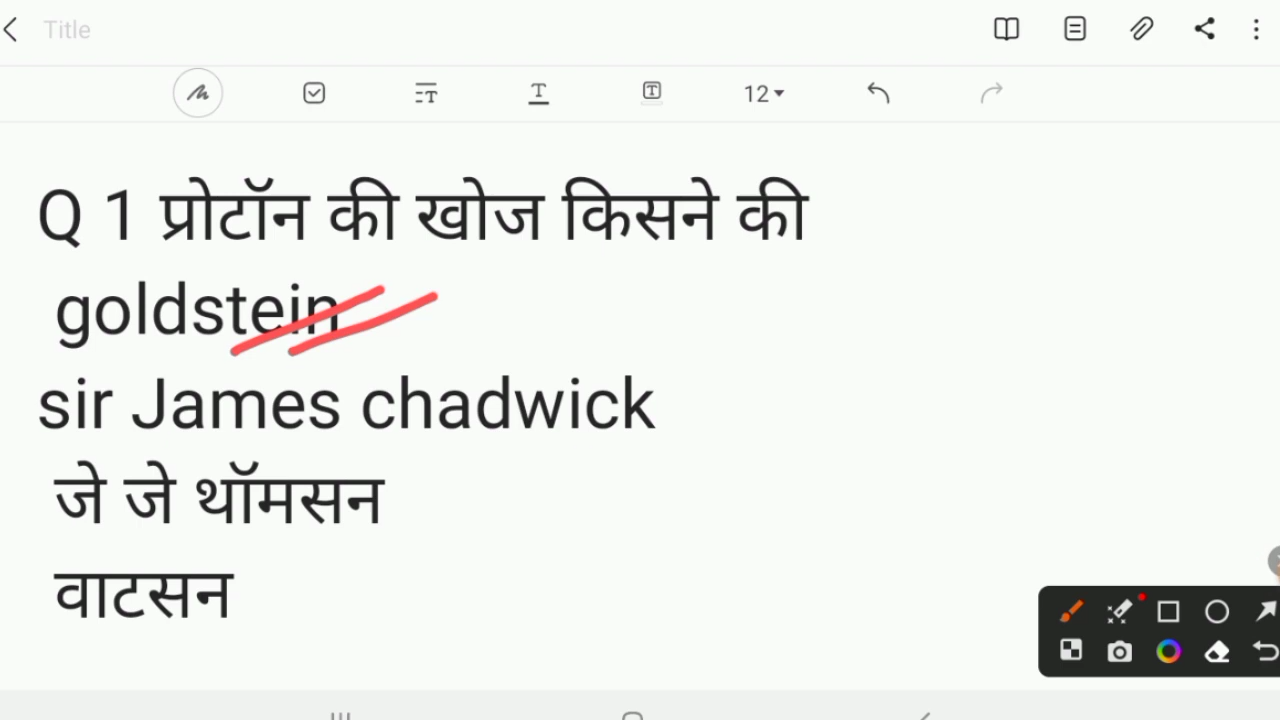 Title
12
Q 1 प्रोटॉन की खोज किसने की
goldstein
sir James chadwick
जे जे थॉमसन
वाटसन